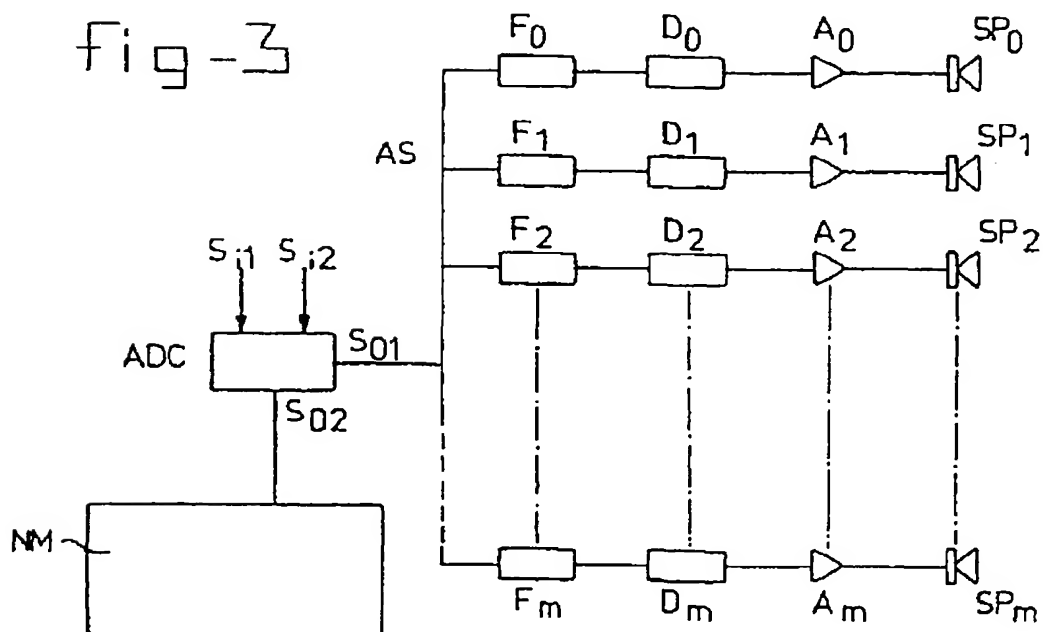 fig-3
F0 D0 A0 SP0
AS F1 D1 A1 SP1
F2 D2 A2 SP2
Si1 Si2
ADC S01
S02
NM
Fm Dm Am SPm